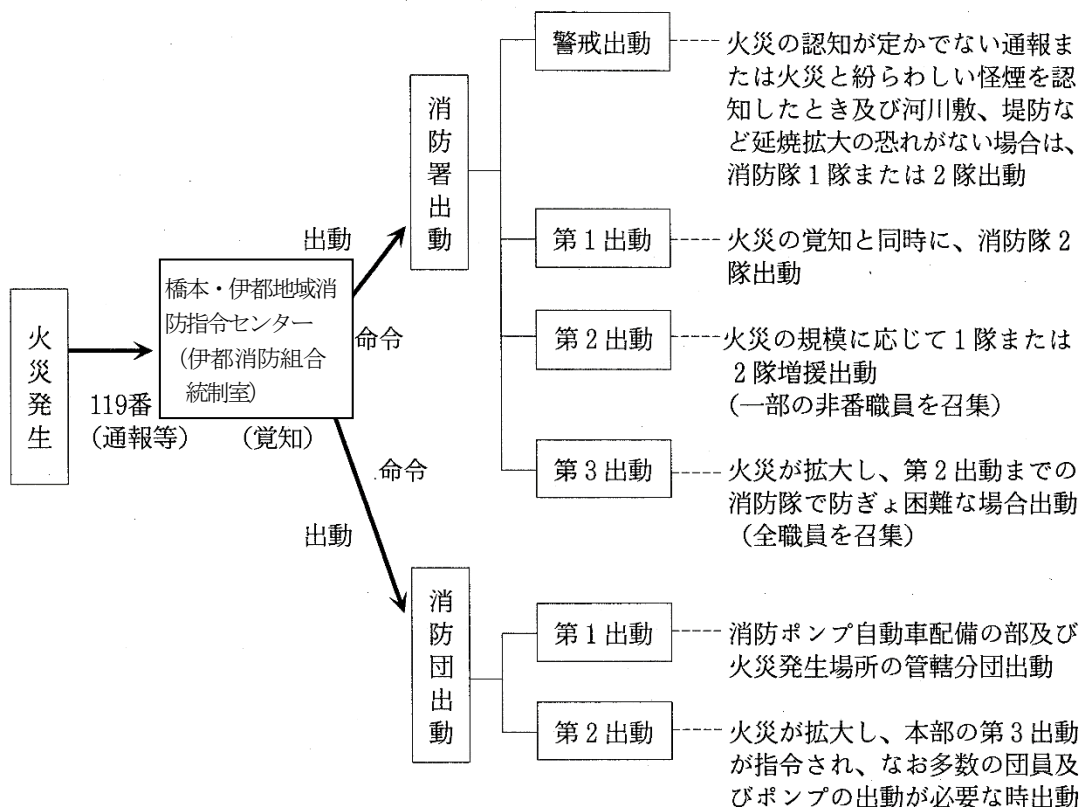 火災発生
119番
（通報等）
橋本・伊都地域消
防指令センター
（伊都消防組合
統制室）
（覚知）
出動
命令
命令
出動
消防署出動
警戒出動
火災の認知が定かでない通報ま
たは火災と紛らわしい怪煙を認
知したとき及び河川敷、堤防な
ど延焼拡大の恐れがない場合は、
消防隊1隊または2隊出動
第1出動
火災の覚知と同時に、消防隊2
隊出動
第2出動
火災の規模に応じて1隊または
2隊増援出動
（一部の非番職員を召集）
第3出動
火災が拡大し、第2出動までの
消防隊で防ぎょ困難な場合出動
（全職員を召集）
消防団出動
第1出動
消防ポンプ自動車配備の部及び
火災発生場所の管轄分団出動
第2出動
火災が拡大し、本部の第3出動
が指令され、なお多数の団員及
びポンプの出動が必要な時出動